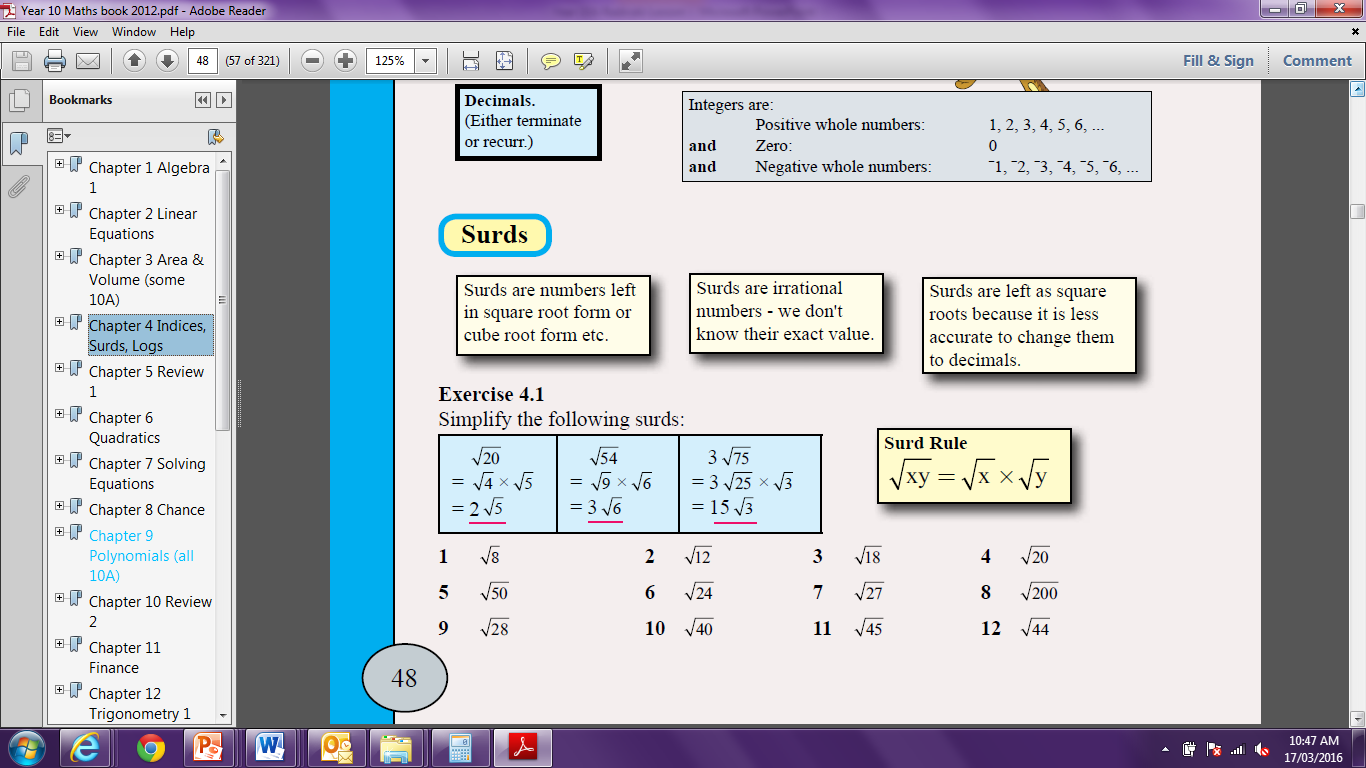 Year 10 Maths book 2012.pdf - Adobe Reader
File Edit View Window Help
48 (57 of 321) 125% Fill & Sign Comment
Bookmarks
Chapter 1 Algebra
1
Chapter 2 Linear
Equations
Chapter 3 Area &
Volume (some
10A)
Chapter 4 Indices,
Surds, Logs
Chapter 5 Review
1
Chapter 6
Quadratics
Chapter 7 Solving
Equations
Chapter 8 Chance
Chapter 9
Polynomials (all
10A)
Chapter 10 Review
2
Chapter 11
Finance
Chapter 12
Trigonometry 1
Decimals.
(Either terminate
or recurr.)
Integers are:
Positive whole numbers: 1, 2, 3, 4, 5, 6, ...
and Zero: 0
and Negative whole numbers: ⁻1, ⁻2, ⁻3, ⁻4, ⁻5, ⁻6, ...
Surds
Surds are numbers left
in square root form or
cube root form etc.
Surds are irrational
numbers - we don't
know their exact value.
Surds are left as square
roots because it is less
accurate to change them
to decimals.
Exercise 4.1
Simplify the following surds:
√20
= √4 × √5
= 2√5
√54
= √9 × √6
= 3√6
3√75
= 3√25 × √3
= 15√3
Surd Rule
√xy = √x × √y
1 √8 2 √12 3 √18 4 √20
5 √50 6 √24 7 √27 8 √200
9 √28 10 √40 11 √45 12 √44
48
10:47 AM
17/03/2016